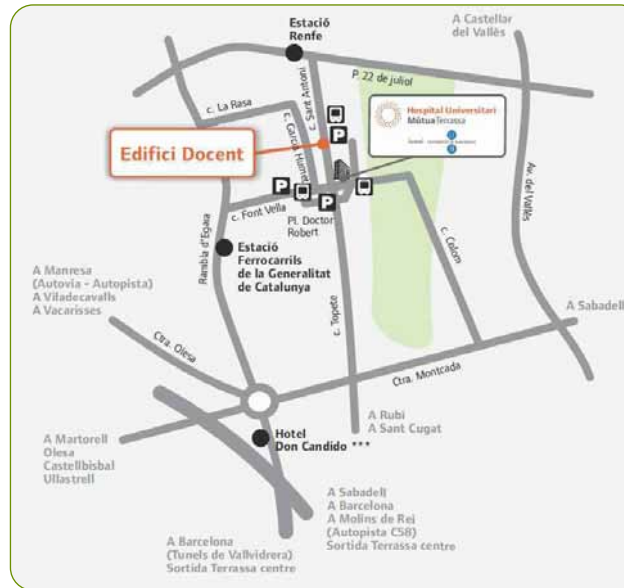 Estació
Renfe
A Castellar
del Vallès
P. 22 de juliol
c. La Rasa
c. Sant Antoni
c. Garcia Humet
Hospital Universitari
MútuaTerrassa
Edifici Docent
P
P
P
c. Font Vella
Pl. Doctor
Robert
Rambla d'Egara
Av. del Vallès
c. Colom
c. Topete
Estació
Ferrocarrils
de la Generalitat
de Catalunya
A Manresa
(Autovia - Autopista)
A Viladecavalls
A Vacarisses
A Sabadell
Ctra. Olesa
Ctra. Montcada
A Rubí
A Sant Cugat
Hotel
Don Candido ***
A Martorell
Olesa
Castellbisbal
Ullastrell
A Sabadell
A Barcelona
A Molins de Rei
(Autopista C58)
Sortida Terrassa centre
A Barcelona
(Tunels de Vallvidrera)
Sortida Terrassa centre